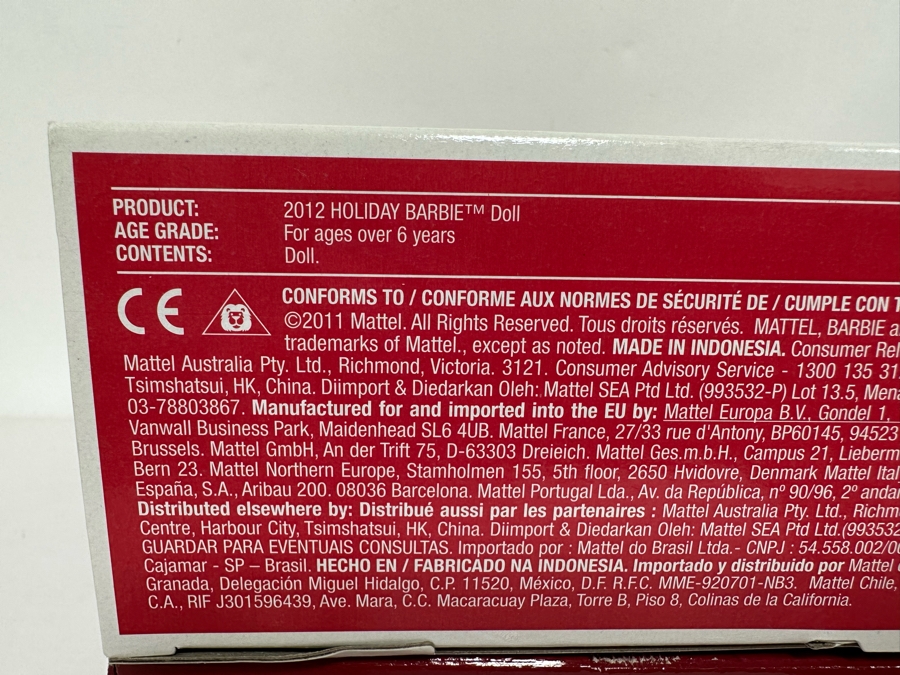 PRODUCT: 2012 HOLIDAY BARBIE™ Doll
AGE GRADE: For ages over 6 years
CONTENTS: Doll.
CE CONFORMS TO / CONFORME AUX NORMES DE SÉCURITÉ DE / CUMPLE CON
©2011 Mattel. All Rights Reserved. Tous droits réservés. MATTEL, BARBIE
trademarks of Mattel., except as noted. MADE IN INDONESIA. Consumer
Mattel Australia Pty. Ltd., Richmond, Victoria. 3121. Consumer Advisory Service - 1300 135
Tsimshatsui, HK, China. Diimport & Diedarkan Oleh: Mattel SEA Ptd Ltd. (993532-P) Lot 13.5,
03-78803867. Manufactured for and imported into the EU by: Mattel Europa B.V., Gondel 1,
Vanwall Business Park, Maidenhead SL6 4UB. Mattel France, 27/33 rue d'Antony, BP60145, 94523
Brussels. Mattel GmbH, An der Trift 75, D-63303 Dreieich. Mattel Ges.m.b.H., Campus 21,
Bern 23. Mattel Northern Europe, Stamholmen 155, 5th floor, 2650 Hvidovre, Denmark Mattel
España, S.A., Aribau 200. 08036 Barcelona. Mattel Portugal Lda., Av. da República, nº 90/96, 2º
Distributed elsewhere by: Distribué aussi par les partenaires : Mattel Australia Pty. Ltd.,
Centre, Harbour City, Tsimshatsui, HK, China. Diimport & Diedarkan Oleh: Mattel SEA Ptd Ltd.(993532
GUARDAR PARA EVENTUAIS CONSULTAS. Importado por : Mattel do Brasil Ltda.- CNPJ :
Cajamar - SP – Brasil. HECHO EN / FABRICADO NA INDONESIA. Importado y distribuido por Mattel
Granada, Delegación Miguel Hidalgo, C.P. 11520, México, D.F. R.F.C. MME-920701-NB3. Mattel Chile,
C.A., RIF J301596439, Ave. Mara, C.C. Macaracuay Plaza, Torre B, Piso 8, Colinas de la California.